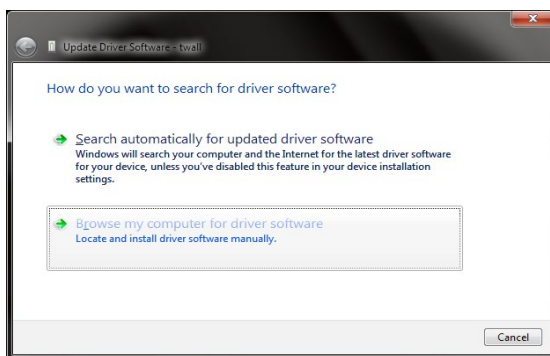 Update Driver Software - twall
How do you want to search for driver software?
Search automatically for updated driver software
Windows will search your computer and the Internet for the latest driver software
for your device, unless you've disabled this feature in your device installation
settings.
Browse my computer for driver software
Locate and install driver software manually.
Cancel